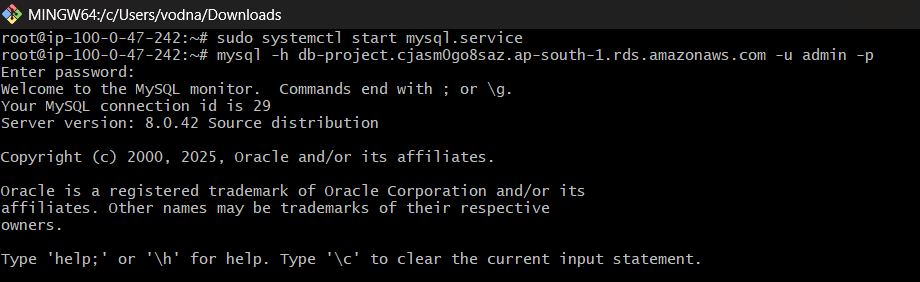 MINGW64:/c/Users/vodna/Downloads
root@ip-100-0-47-242:~# sudo systemctl start mysql.service
root@ip-100-0-47-242:~# mysql -h db-project.cjasm0go8saz.ap-south-1.rds.amazonaws.com -u admin -p
Enter password:
Welcome to the MySQL monitor.  Commands end with ; or \g.
Your MySQL connection id is 29
Server version: 8.0.42 Source distribution

Copyright (c) 2000, 2025, Oracle and/or its affiliates.

Oracle is a registered trademark of Oracle Corporation and/or its
affiliates. Other names may be trademarks of their respective
owners.

Type 'help;' or '\h' for help. Type '\c' to clear the current input statement.